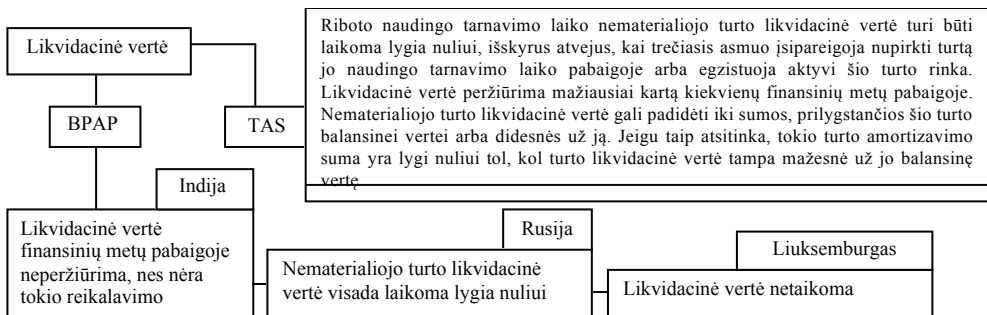 Likvidacinė vertė
BPAP
TAS
Riboto naudingo tarnavimo laiko nematerialiojo turto likvidacinė vertė turi būti
laikoma lygia nuliui, išskyrus atvejus, kai trečiasis asmuo įsipareigoja nupirkti turtą
jo naudingo tarnavimo laiko pabaigoje arba egzistuoja aktyvi šio turto rinka.
Likvidacinė vertė peržiūrima mažiausiai kartą kiekvienų finansinių metų pabaigoje.
Nematerialiojo turto likvidacinė vertė gali padidėti iki sumos, prilygstančios šio turto
balansinei vertei arba didesnės už ją. Jeigu taip atsitinka, tokio turto amortizavimo
suma yra lygi nuliui tol, kol turto likvidacinė vertė tampa mažesnė už jo balansinę
vertę
Indija
Likvidacinė vertė
finansinių metų pabaigoje
neperžiūrima, nes nėra
tokio reikalavimo
Rusija
Nematerialiojo turto likvidacinė
vertė visada laikoma lygia nuliui
Liuksemburgas
Likvidacinė vertė netaikoma